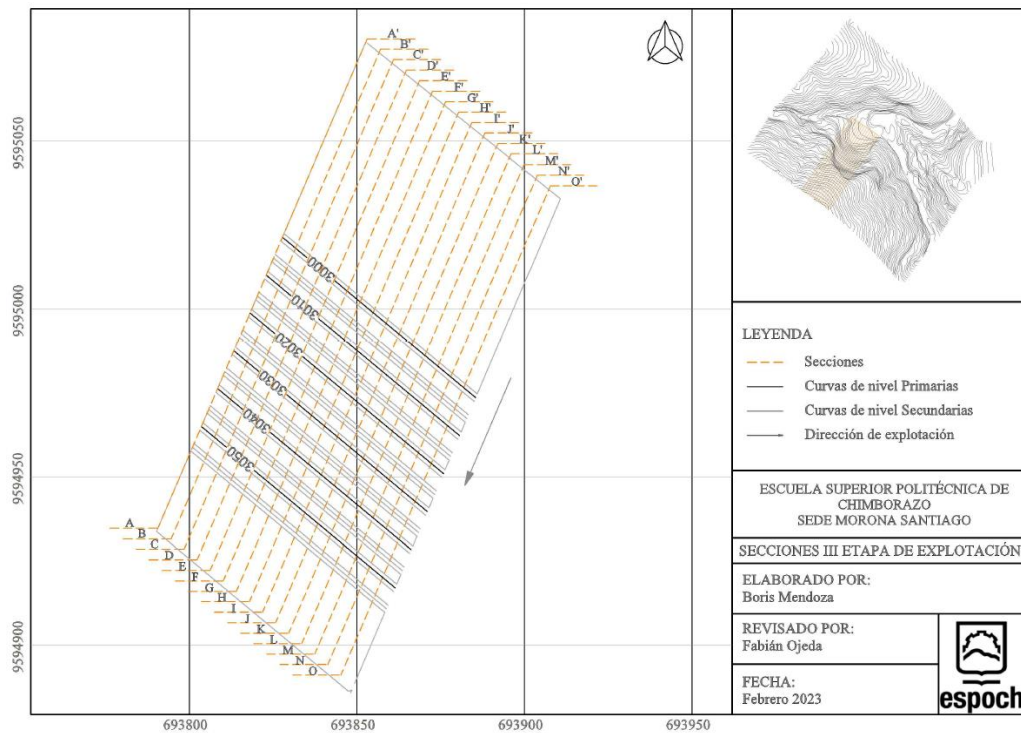 A'
B'
C'
D'
E'
F'
G'
H'
I'
J'
K'
L'
M'
N'
O'
9595050
9595000
9594950
9594900
3000
3010
3020
3030
3040
3050
A
B
C
D
E
F
G
H
I
J
K
L
M
N
O
693800
693850
693900
693950
LEYENDA
Secciones
Curvas de nivel Primarias
Curvas de nivel Secundarias
Dirección de explotación
ESCUELA SUPERIOR POLITÉCNICA DE
CHIMBORAZO
SEDE MORONA SANTIAGO
SECCIONES III ETAPA DE EXPLOTACIÓN
ELABORADO POR:
Boris Mendoza
REVISADO POR:
Fabián Ojeda
FECHA:
Febrero 2023
espoch